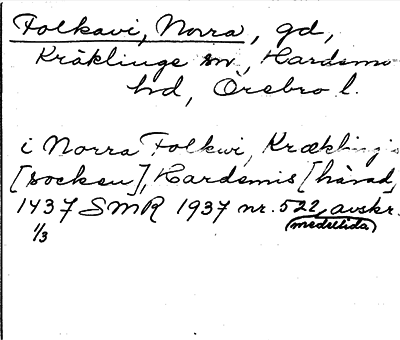 Folkavi, Norra, gd,
Kräklinge sn, Hardemo
hd, Örebro l.
i Norra Folkwi, Krækling
[socken], Hardemis [härad,
1437 SMR 1937 nr. 522, avskr.
1/3 medeltida